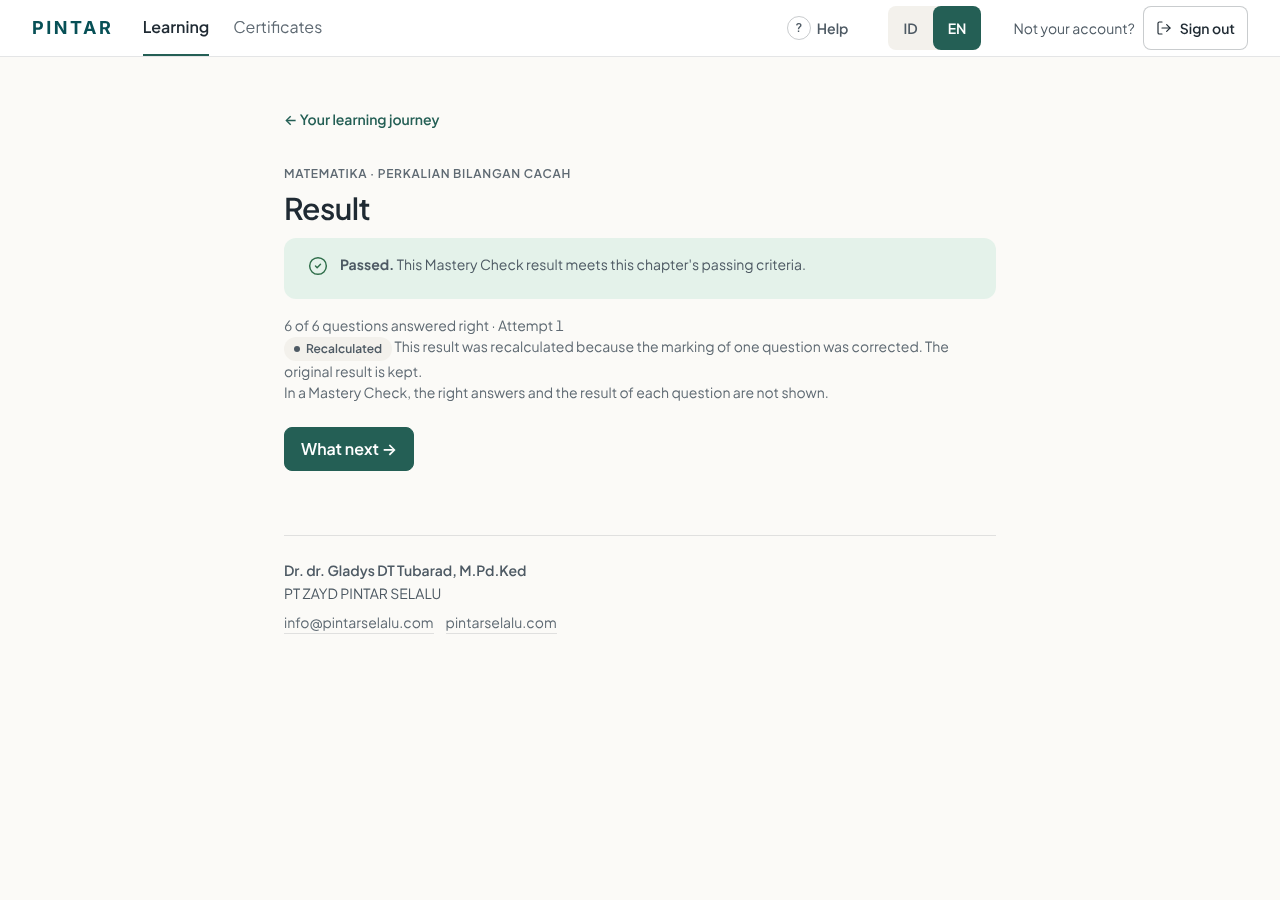 PINTAR
Learning
Certificates
? Help
ID
EN
Not your account?
Sign out
← Your learning journey
MATEMATIKA · PERKALIAN BILANGAN CACAH
Result
Passed. This Mastery Check result meets this chapter's passing criteria.
6 of 6 questions answered right · Attempt 1
Recalculated This result was recalculated because the marking of one question was corrected. The
original result is kept.
In a Mastery Check, the right answers and the result of each question are not shown.
What next →
Dr. dr. Gladys DT Tubarad, M.Pd.Ked
PT ZAYD PINTAR SELALU
info@pintarselalu.com pintarselalu.com